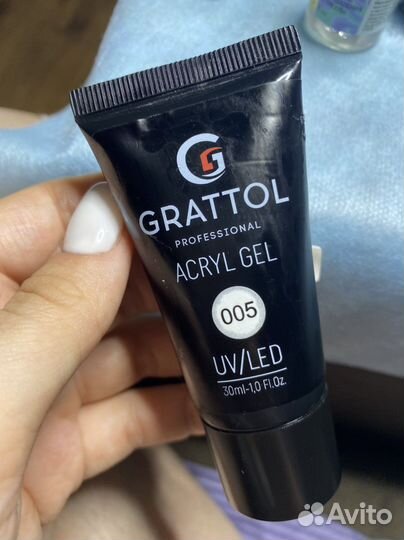 GRATTOL
PROFESSIONAL
ACRYL GEL
005
UV/LED
30ml-1,0 Fl.Oz.
Avito